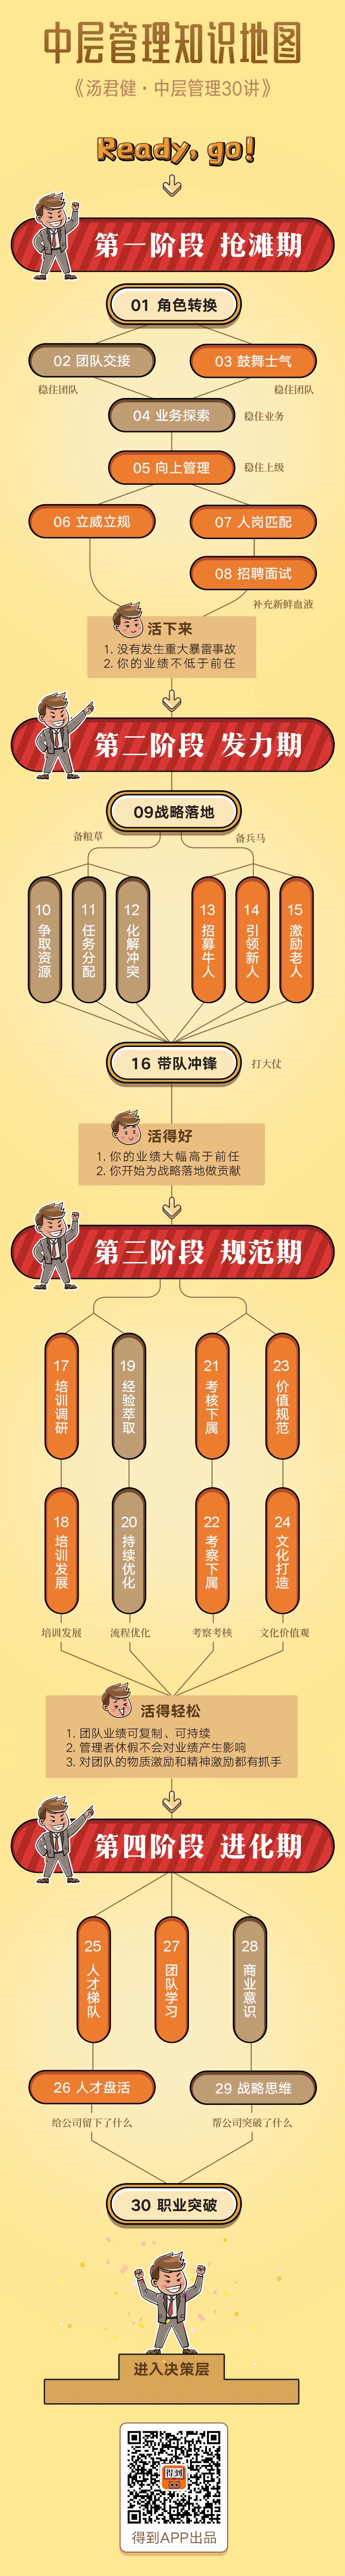 中层管理知识地图
《汤君健·中层管理30讲》
Ready, go!
第一阶段 抢滩期
01 角色转换
02 团队交接
03 鼓舞士气
稳住团队
稳住团队
04 业务探索
稳住业务
05 向上管理
稳住上级
06 立威立规
07 人岗匹配
08 招聘面试
补充新鲜血液
活下来
1. 没有发生重大暴雷事故
2. 你的业绩不低于前任
第二阶段 发力期
09战略落地
备粮草
备兵马
10 争取资源
11 任务分配
12 化解冲突
13 招募牛人
14 引领新人
15 激励老人
16 带队冲锋
打大仗
活得好
1. 你的业绩大幅高于前任
2. 你开始为战略落地做贡献
第三阶段 规范期
17 培训调研
19 经验萃取
21 考核下属
23 价值规范
18 培训发展
20 持续优化
22 考察下属
24 文化打造
培训发展
流程优化
考察考核
文化价值观
活得轻松
1. 团队业绩可复制、可持续
2. 管理者休假不会对业绩产生影响
3. 对团队的物质激励和精神激励都有抓手
第四阶段 进化期
25 人才梯队
27 团队学习
28 商业意识
26 人才盘活
29 战略思维
给公司留下了什么
帮公司突破了什么
30 职业突破
进入决策层
得到
得到APP出品